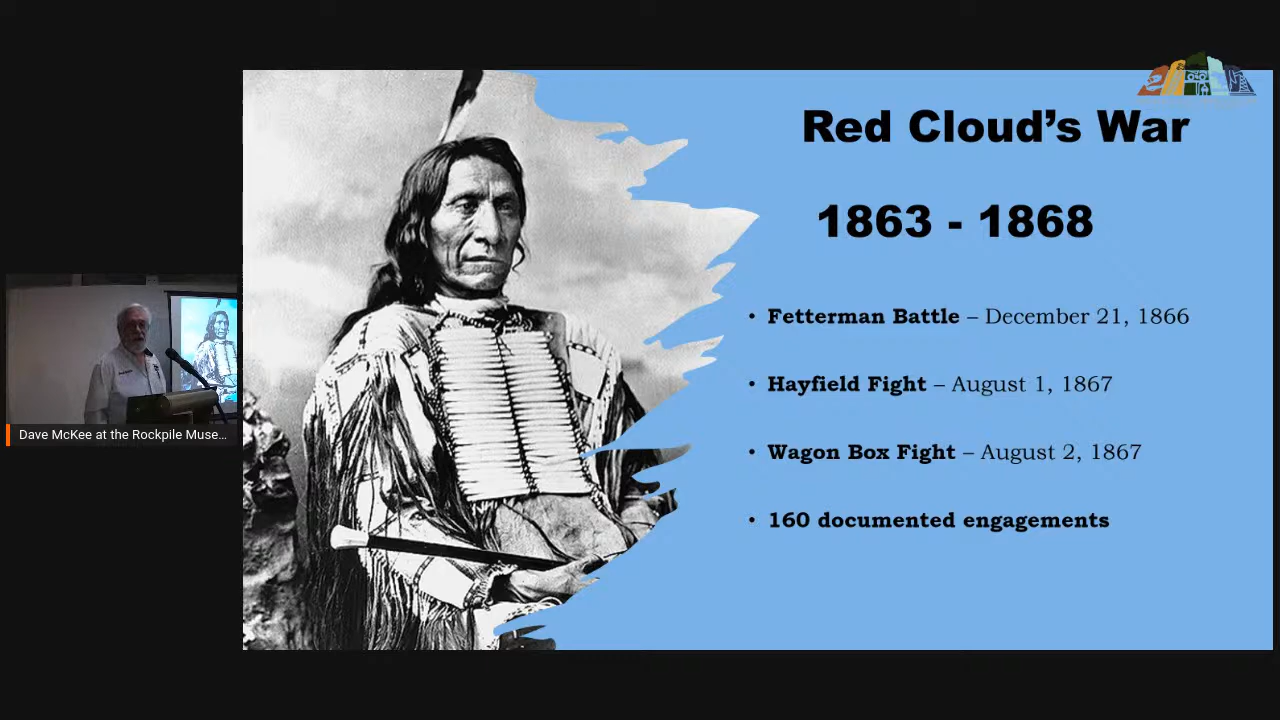 Red Cloud's War
1863 - 1868
• Fetterman Battle – December 21, 1866
• Hayfield Fight – August 1, 1867
• Wagon Box Fight – August 2, 1867
• 160 documented engagements
Dave McKee at the Rockpile Muse...